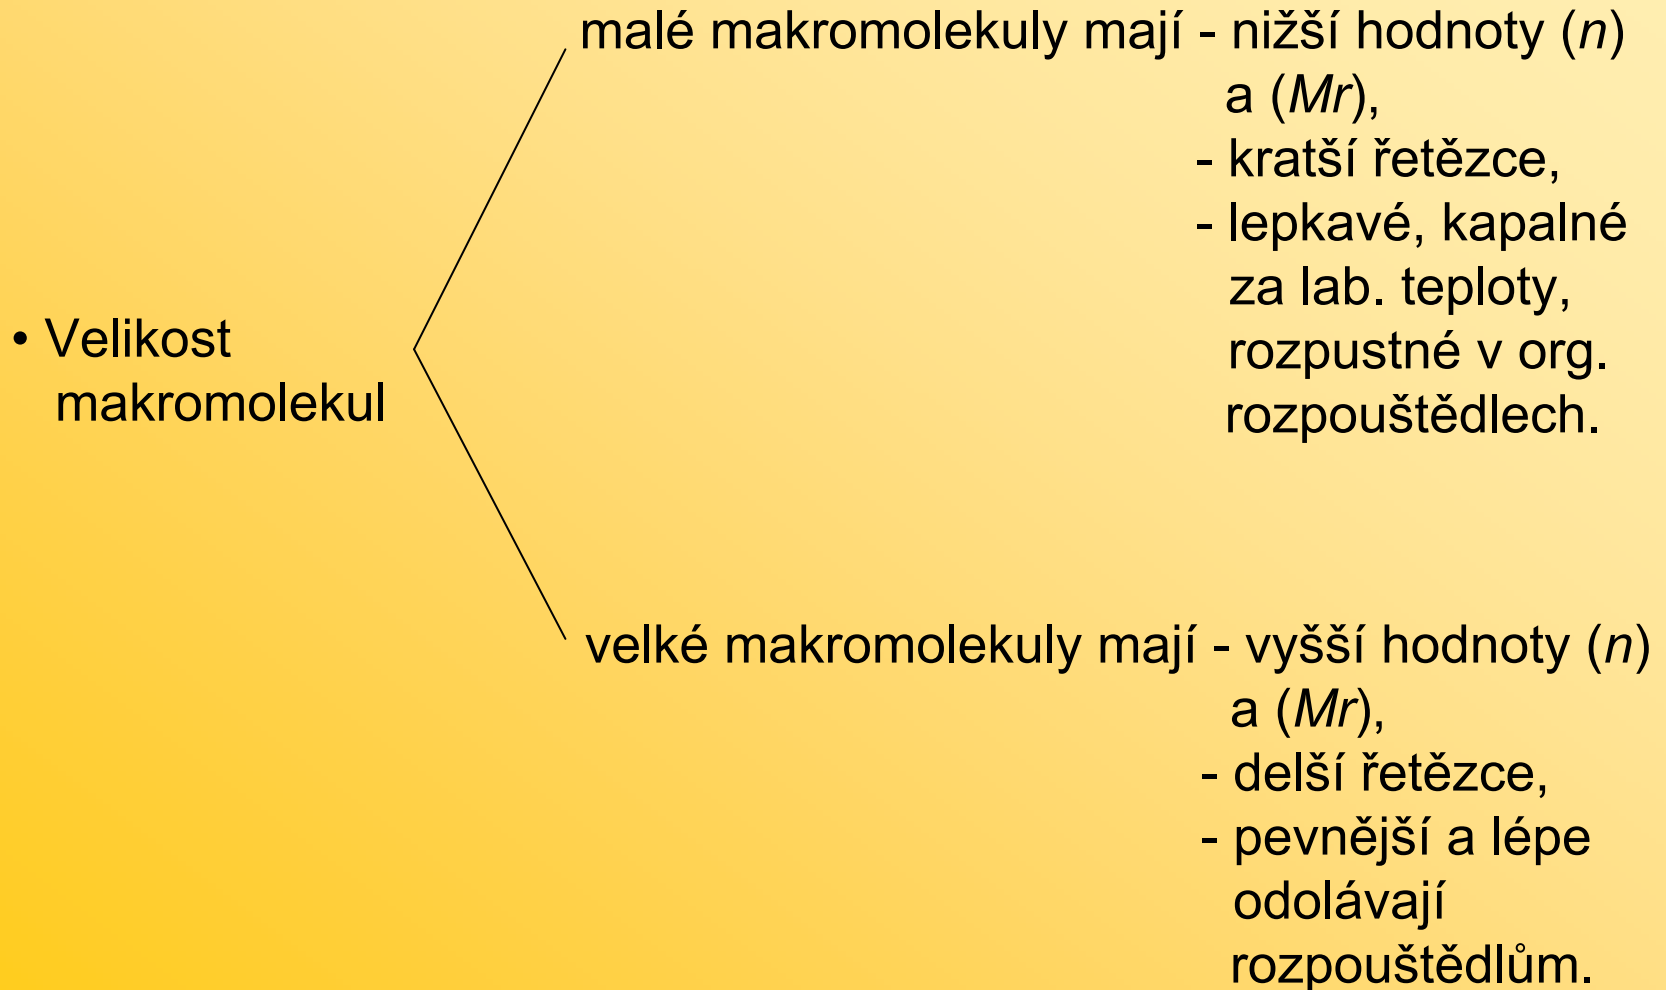 malé makromolekuly mají - nižší hodnoty (n)
a (Mr),
- kratší řetězce,
- lepkavé, kapalné
za lab. teploty,
rozpustné v org.
rozpouštědlech.
• Velikost
makromolekul
velké makromolekuly mají - vyšší hodnoty (n)
a (Mr),
- delší řetězce,
- pevnější a lépe
odolávají
rozpouštědlům.